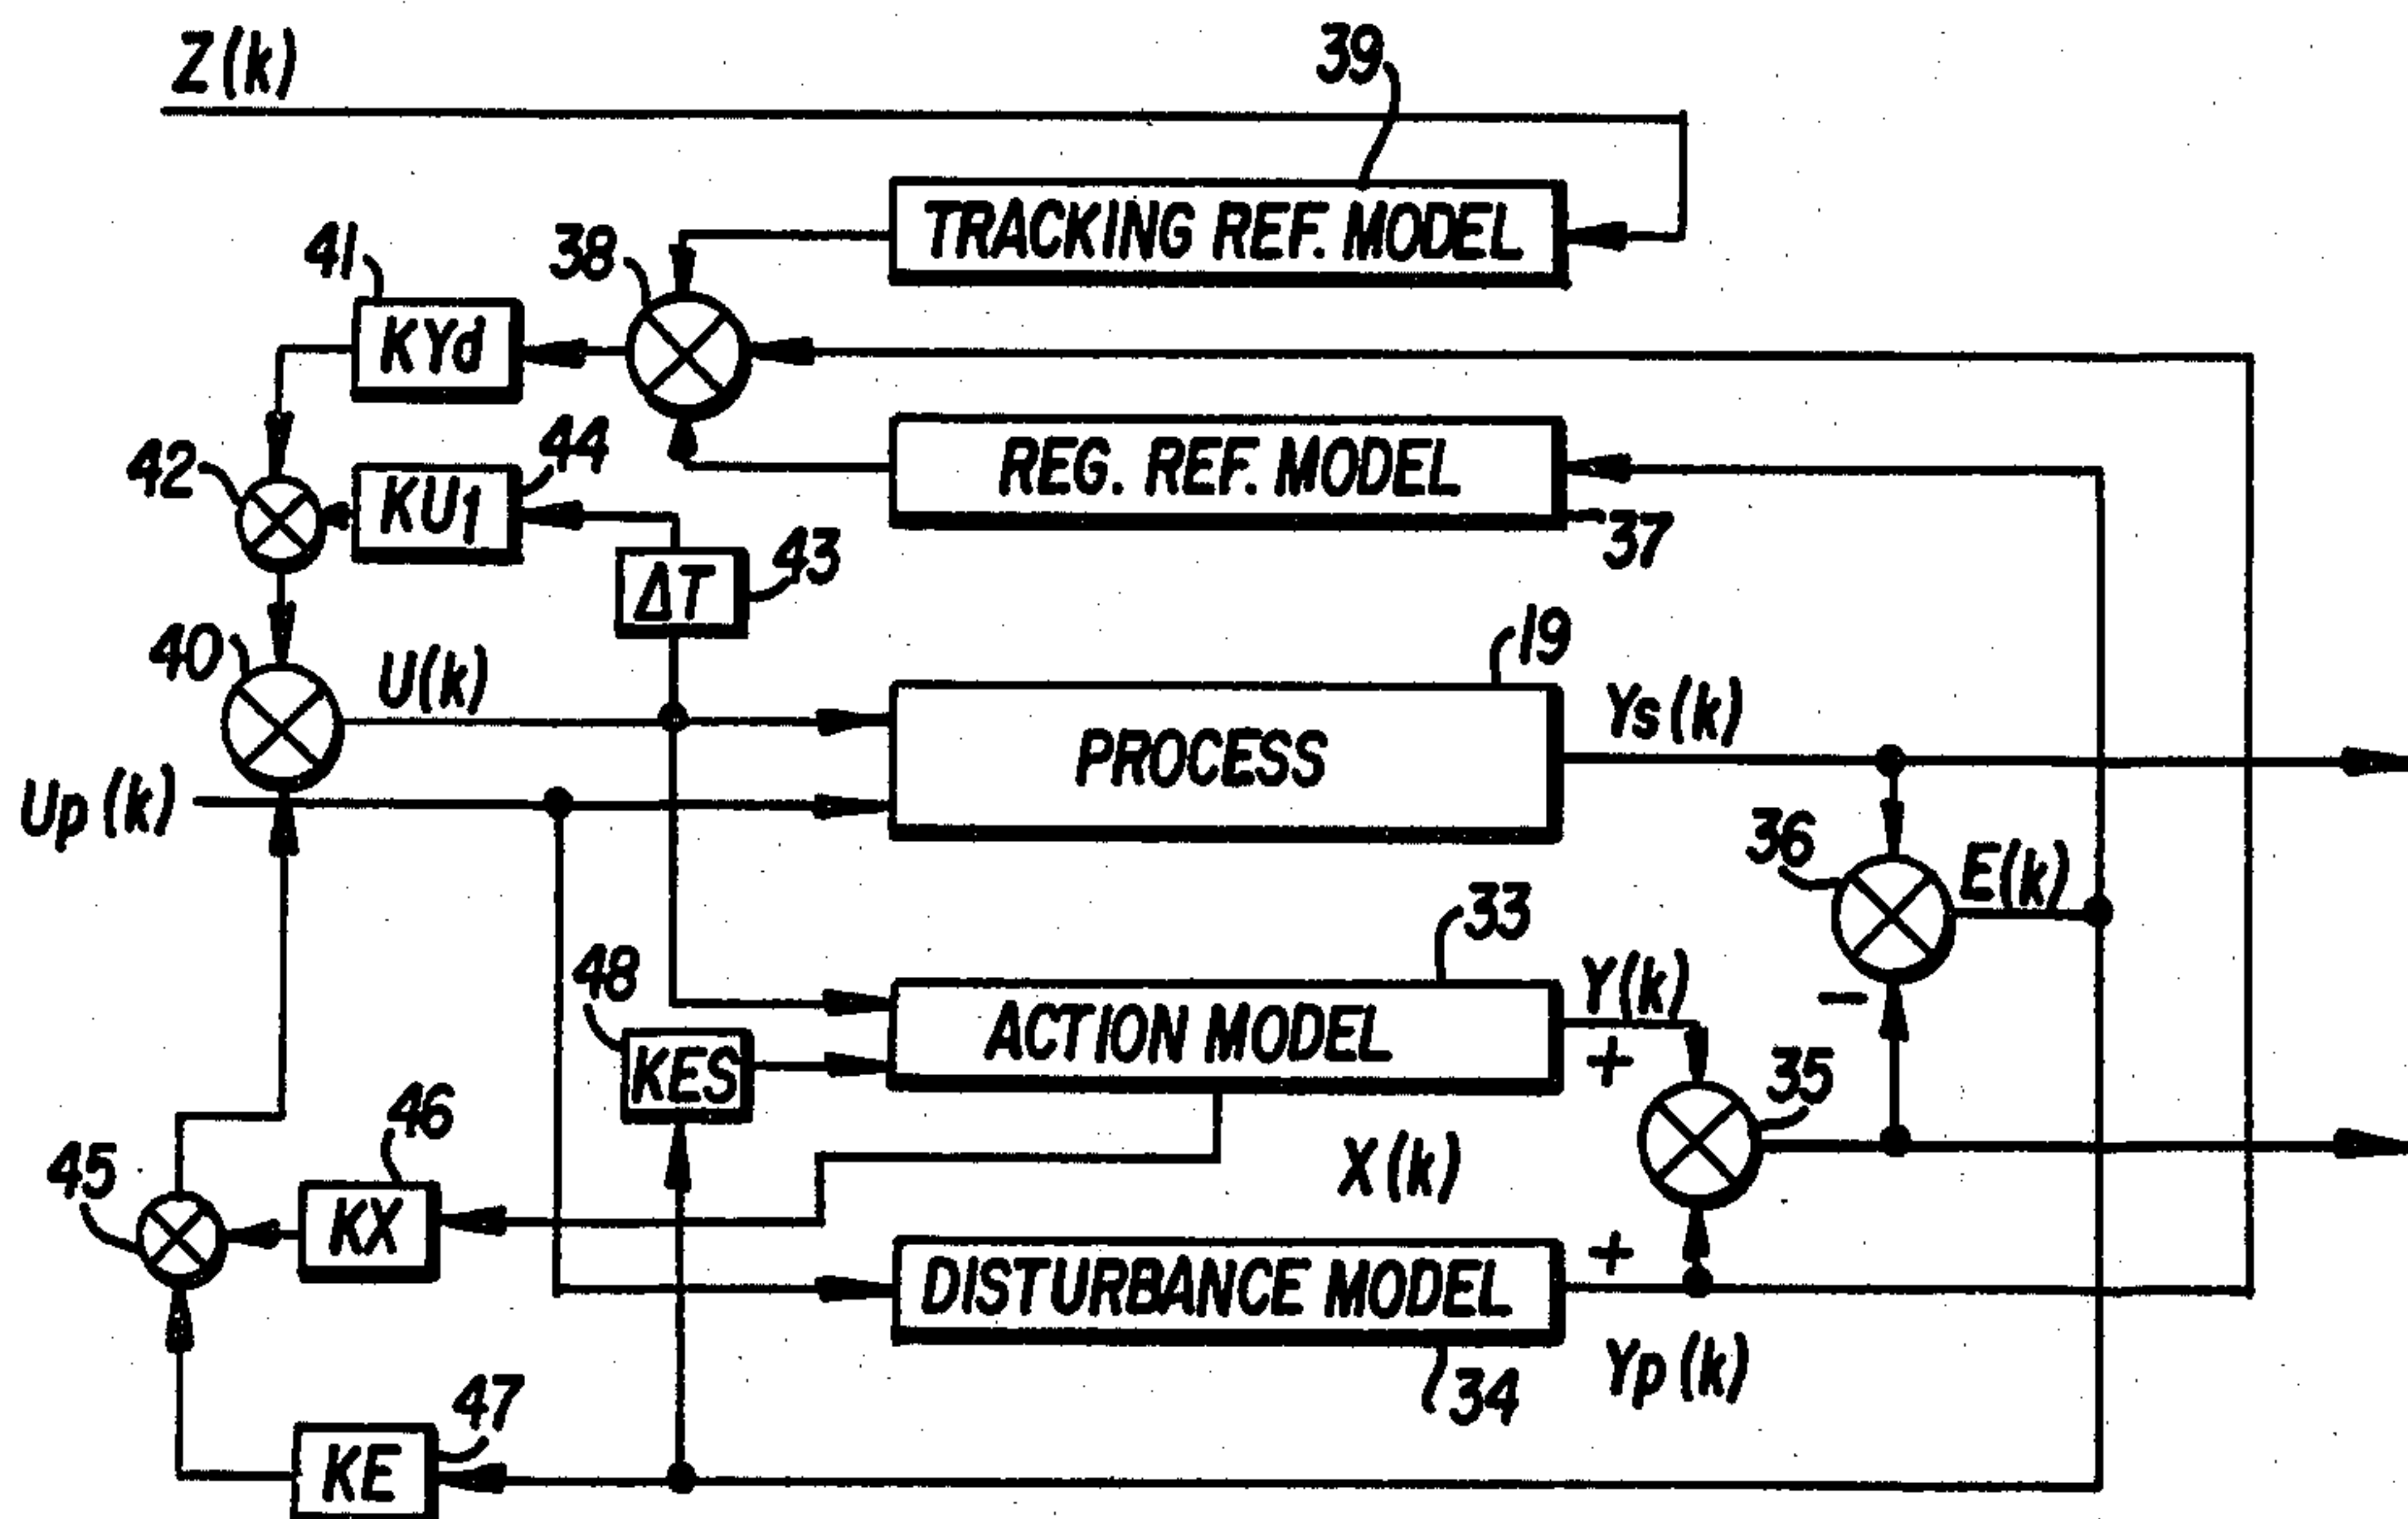 Z(k)
39
TRACKING REF. MODEL
41
38
KYd
42
44
KU1
REG. REF. MODEL
37
43
ΔT
40
U(k)
19
Ys(k)
PROCESS
Up(k)
36
E(k)
33
48
Y(k)
ACTION MODEL
−
+
KES
35
46
X(k)
45
KX
+
DISTURBANCE MODEL
Yp(k)
34
47
KE